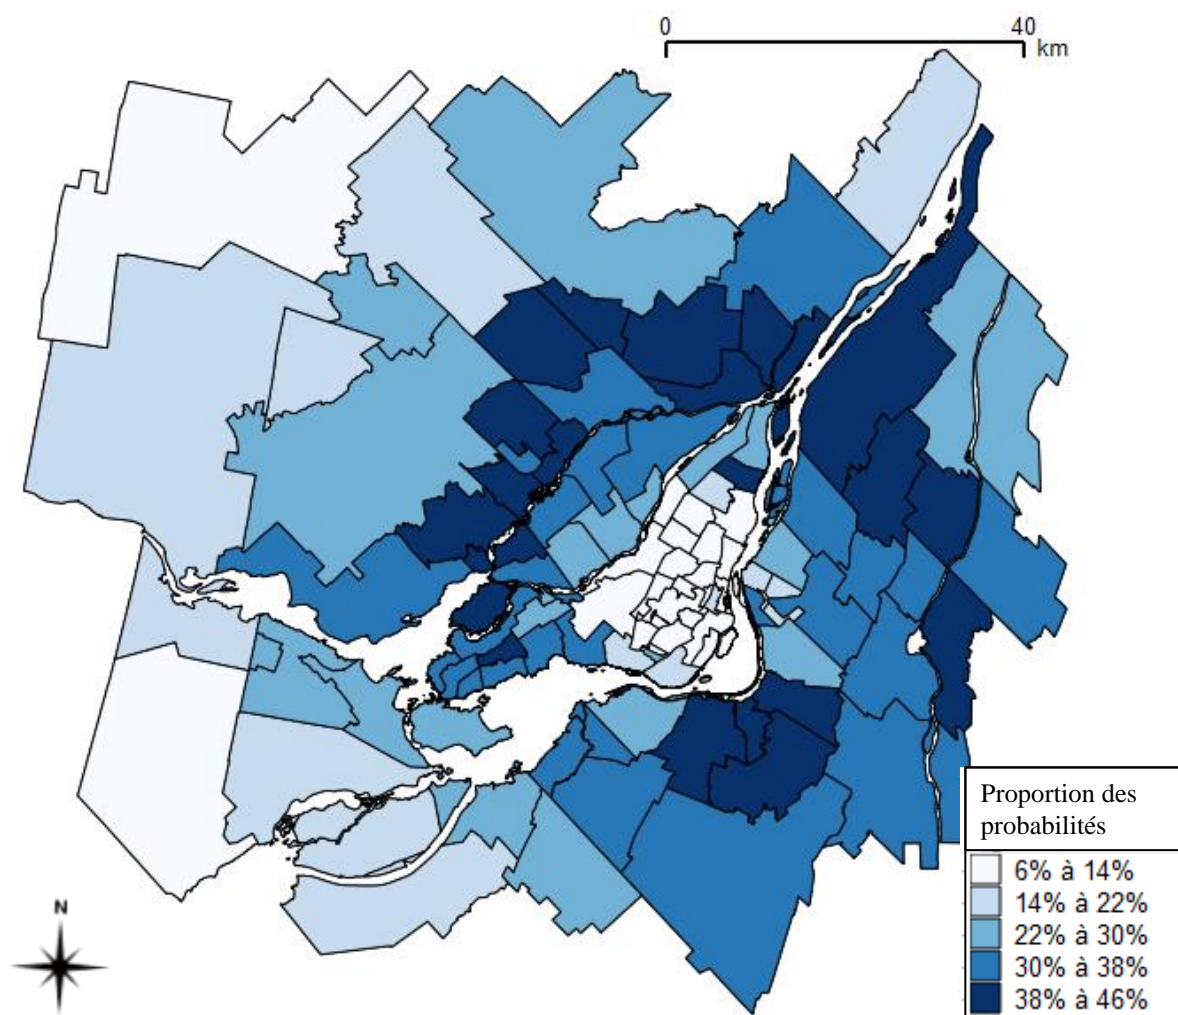 0 40
km
N
Proportion des
probabilités
6% à 14%
14% à 22%
22% à 30%
30% à 38%
38% à 46%